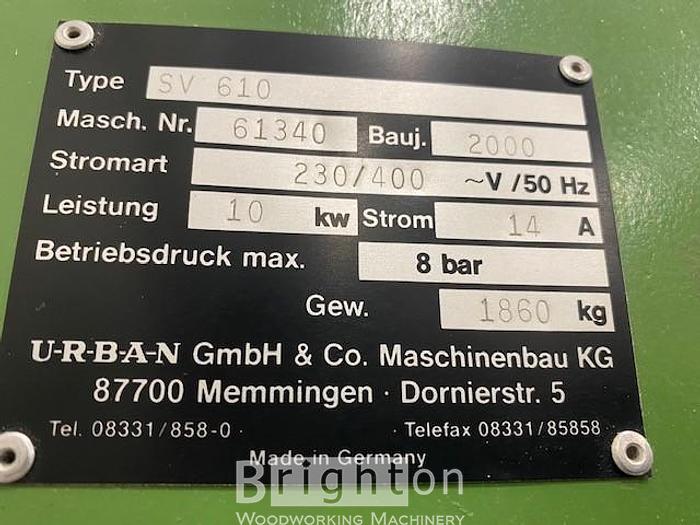 Type SV 610
Masch. Nr. 61340 Bauj. 2000
Stromart 230/400 ~V/50 Hz
Leistung 10 kw Strom 14 A
Betriebsdruck max. 8 bar
Gew. 1860 kg
U-R-B-A-N GmbH & Co. Maschinenbau KG
87700 Memmingen · Dornierstr. 5
Tel. 08331/858-0 · Telefax 08331/85858
Made in Germany
Brighton
WOODWORKING MACHINERY